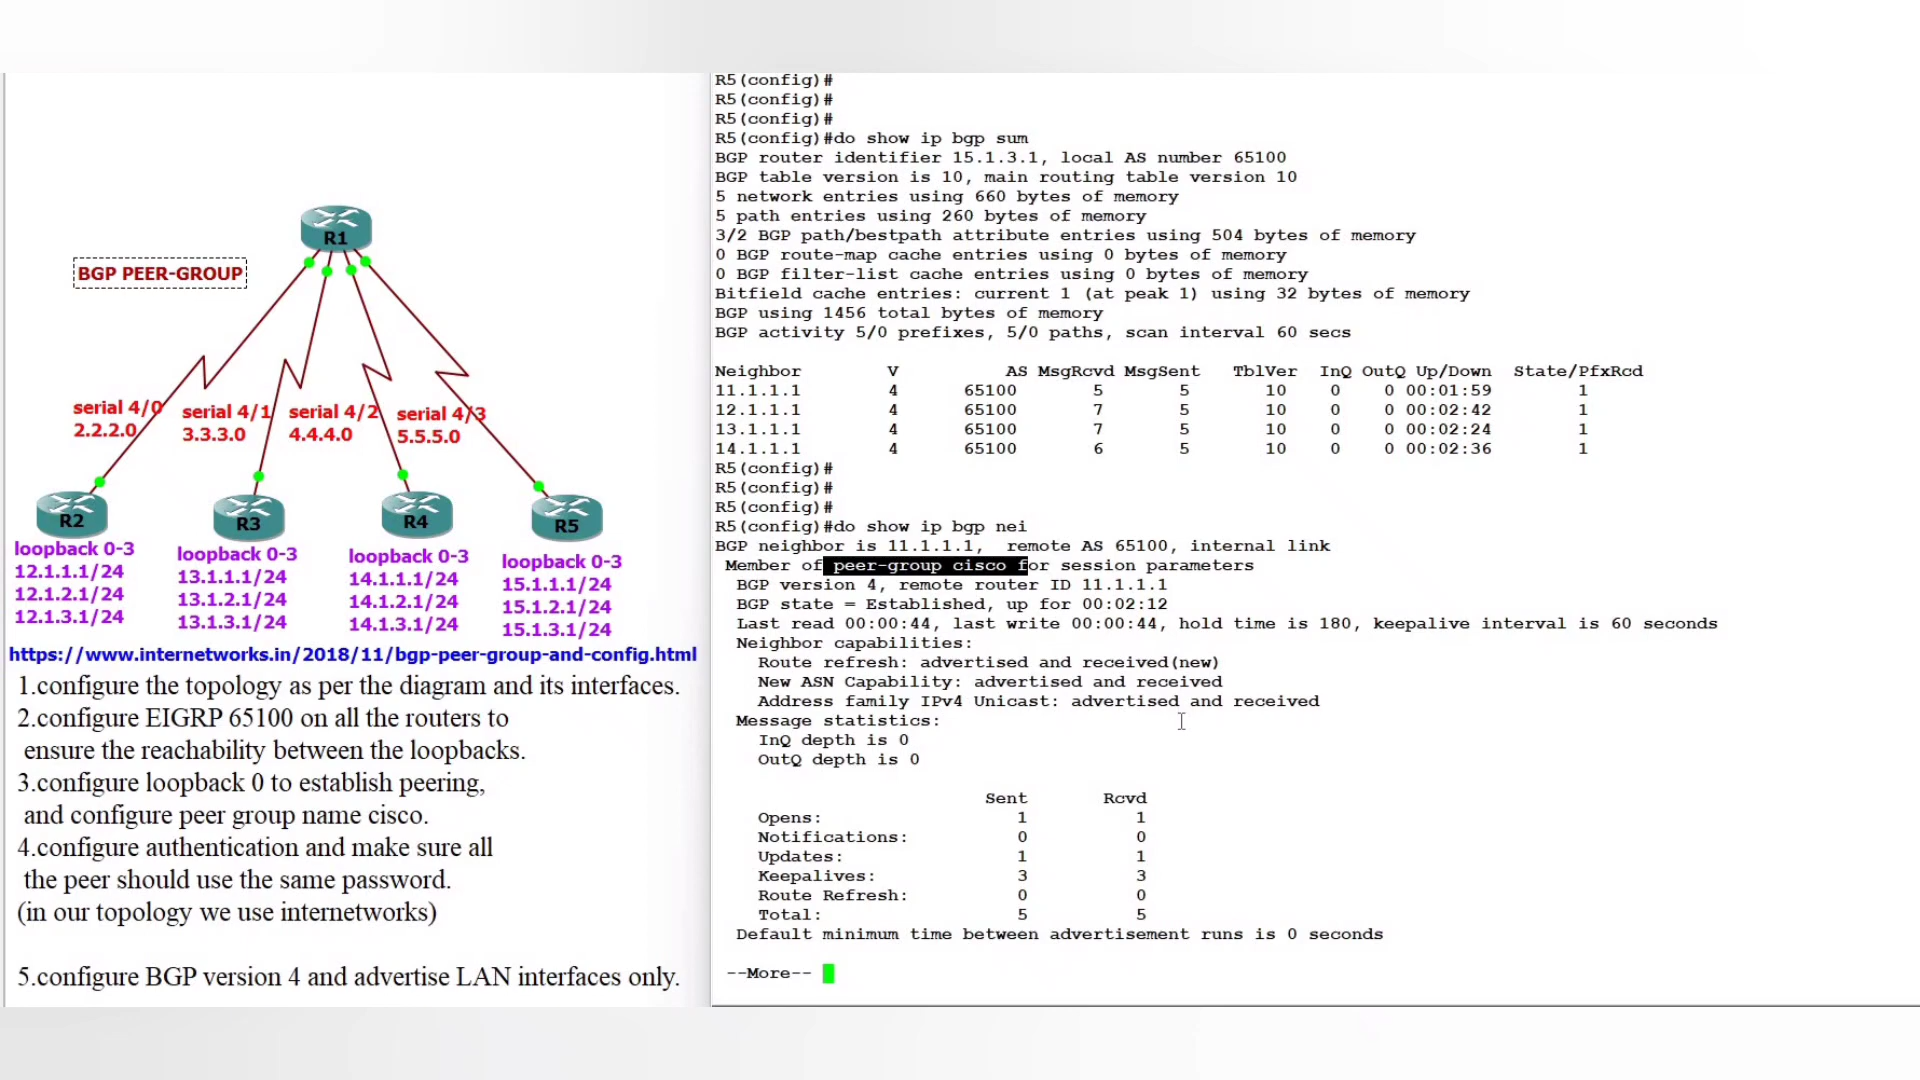 R1
BGP PEER-GROUP
serial 4/0
2.2.2.0
serial 4/1
3.3.3.0
serial 4/2
4.4.4.0
serial 4/3
5.5.5.0
R2
R3
R4
R5
loopback 0-3
12.1.1.1/24
12.1.2.1/24
12.1.3.1/24
loopback 0-3
13.1.1.1/24
13.1.2.1/24
13.1.3.1/24
loopback 0-3
14.1.1.1/24
14.1.2.1/24
14.1.3.1/24
loopback 0-3
15.1.1.1/24
15.1.2.1/24
15.1.3.1/24
https://www.internetworks.in/2018/11/bgp-peer-group-and-config.html
1.configure the topology as per the diagram and its interfaces.
2.configure EIGRP 65100 on all the routers to
ensure the reachability between the loopbacks.
3.configure loopback 0 to establish peering,
and configure peer group name cisco.
4.configure authentication and make sure all
the peer should use the same password.
(in our topology we use internetworks)
5.configure BGP version 4 and advertise LAN interfaces only.
R5(config)#
R5(config)#
R5(config)#
R5(config)#do show ip bgp sum
BGP router identifier 15.1.3.1, local AS number 65100
BGP table version is 10, main routing table version 10
5 network entries using 660 bytes of memory
5 path entries using 260 bytes of memory
3/2 BGP path/bestpath attribute entries using 504 bytes of memory
0 BGP route-map cache entries using 0 bytes of memory
0 BGP filter-list cache entries using 0 bytes of memory
Bitfield cache entries: current 1 (at peak 1) using 32 bytes of memory
BGP using 1456 total bytes of memory
BGP activity 5/0 prefixes, 5/0 paths, scan interval 60 secs
Neighbor V AS MsgRcvd MsgSent TblVer InQ OutQ Up/Down State/PfxRcd
11.1.1.1 4 65100 5 5 10 0 0 00:01:59 1
12.1.1.1 4 65100 7 5 10 0 0 00:02:42 1
13.1.1.1 4 65100 7 5 10 0 0 00:02:24 1
14.1.1.1 4 65100 6 5 10 0 0 00:02:36 1
R5(config)#
R5(config)#
R5(config)#
R5(config)#do show ip bgp nei
BGP neighbor is 11.1.1.1, remote AS 65100, internal link
Member of peer-group cisco for session parameters
BGP version 4, remote router ID 11.1.1.1
BGP state = Established, up for 00:02:12
Last read 00:00:44, last write 00:00:44, hold time is 180, keepalive interval is 60 seconds
Neighbor capabilities:
Route refresh: advertised and received(new)
New ASN Capability: advertised and received
Address family IPv4 Unicast: advertised and received
Message statistics:
InQ depth is 0
OutQ depth is 0
Sent Rcvd
Opens: 1 1
Notifications: 0 0
Updates: 1 1
Keepalives: 3 3
Route Refresh: 0 0
Total: 5 5
Default minimum time between advertisement runs is 0 seconds
--More--